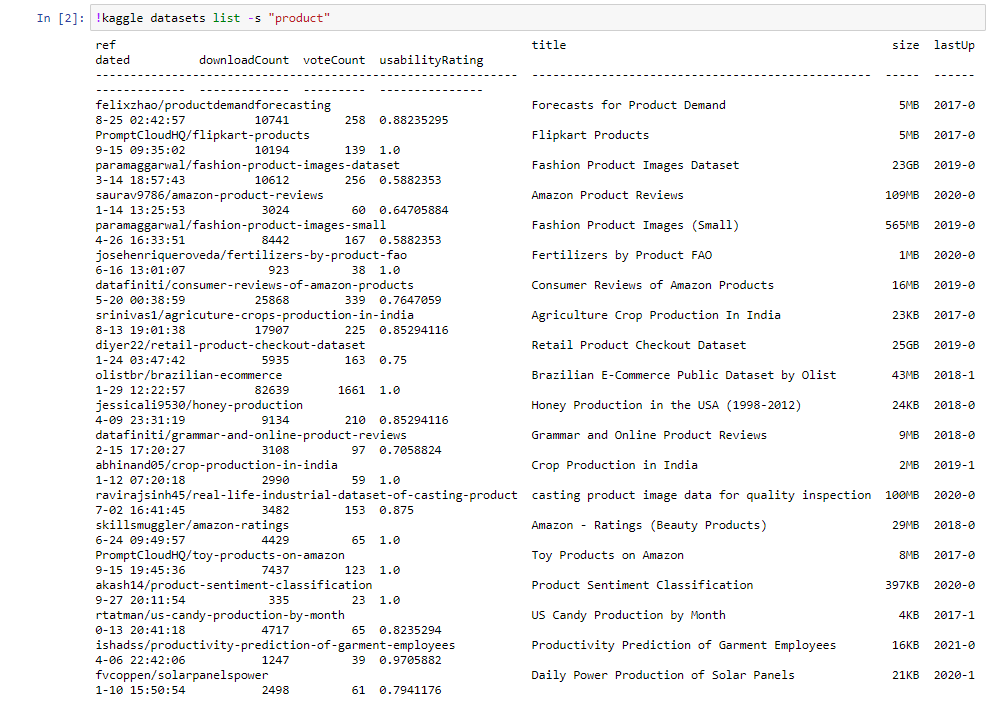 In [2]: !kaggle datasets list -s "product"
ref                                                            title                                              size  lastUp
dated          downloadCount  voteCount  usabilityRating
-------------------------------------------------------------  -------------------------------------------------  -----  ------
-------------  -------------  ---------  ---------------
felixzhao/productdemandforecasting                             Forecasts for Product Demand                         5MB  2017-0
8-25 02:42:57          10741        258  0.88235295
PromptCloudHQ/flipkart-products                                Flipkart Products                                    5MB  2017-0
9-15 09:35:02          10194        139  1.0
paramaggarwal/fashion-product-images-dataset                   Fashion Product Images Dataset                      23GB  2019-0
3-14 18:57:43          10612        256  0.5882353
saurav9786/amazon-product-reviews                              Amazon Product Reviews                             109MB  2020-0
1-14 13:25:53           3024         60  0.64705884
paramaggarwal/fashion-product-images-small                     Fashion Product Images (Small)                     565MB  2019-0
4-26 16:33:51           8442        167  0.5882353
josehenriqueroveda/fertilizers-by-product-fao                  Fertilizers by Product FAO                           1MB  2020-0
6-16 13:01:07            923         38  1.0
datafiniti/consumer-reviews-of-amazon-products                 Consumer Reviews of Amazon Products                 16MB  2019-0
5-20 00:38:59          25868        339  0.7647059
srinivas1/agricuture-crops-production-in-india                 Agriculture Crop Production In India                23KB  2017-0
8-13 19:01:38          17907        225  0.85294116
diyer22/retail-product-checkout-dataset                        Retail Product Checkout Dataset                     25GB  2019-0
1-24 03:47:42           5935        163  0.75
olistbr/brazilian-ecommerce                                    Brazilian E-Commerce Public Dataset by Olist        43MB  2018-1
1-29 12:22:57          82639       1661  1.0
jessicali9530/honey-production                                 Honey Production in the USA (1998-2012)             24KB  2018-0
4-09 23:31:19           9134        210  0.85294116
datafiniti/grammar-and-online-product-reviews                  Grammar and Online Product Reviews                   9MB  2018-0
2-15 17:20:27           3108         97  0.7058824
abhinand05/crop-production-in-india                            Crop Production in India                             2MB  2019-1
1-12 07:20:18           2990         59  1.0
ravirajsinh45/real-life-industrial-dataset-of-casting-product  casting product image data for quality inspection  100MB  2020-0
7-02 16:41:45           3482        153  0.875
skillsmuggler/amazon-ratings                                   Amazon - Ratings (Beauty Products)                  29MB  2018-0
6-24 09:49:57           4429         65  1.0
PromptCloudHQ/toy-products-on-amazon                           Toy Products on Amazon                               8MB  2017-0
9-15 19:45:36           7437        123  1.0
akash14/product-sentiment-classification                       Product Sentiment Classification                   397KB  2020-0
9-27 20:11:54            335         23  1.0
rtatman/us-candy-production-by-month                           US Candy Production by Month                         4KB  2017-1
0-13 20:41:18           4717         65  0.8235294
ishadss/productivity-prediction-of-garment-employees           Productivity Prediction of Garment Employees        16KB  2021-0
4-06 22:42:06           1247         39  0.9705882
fvcoppen/solarpanelspower                                      Daily Power Production of Solar Panels              21KB  2020-1
1-10 15:50:54           2498         61  0.7941176